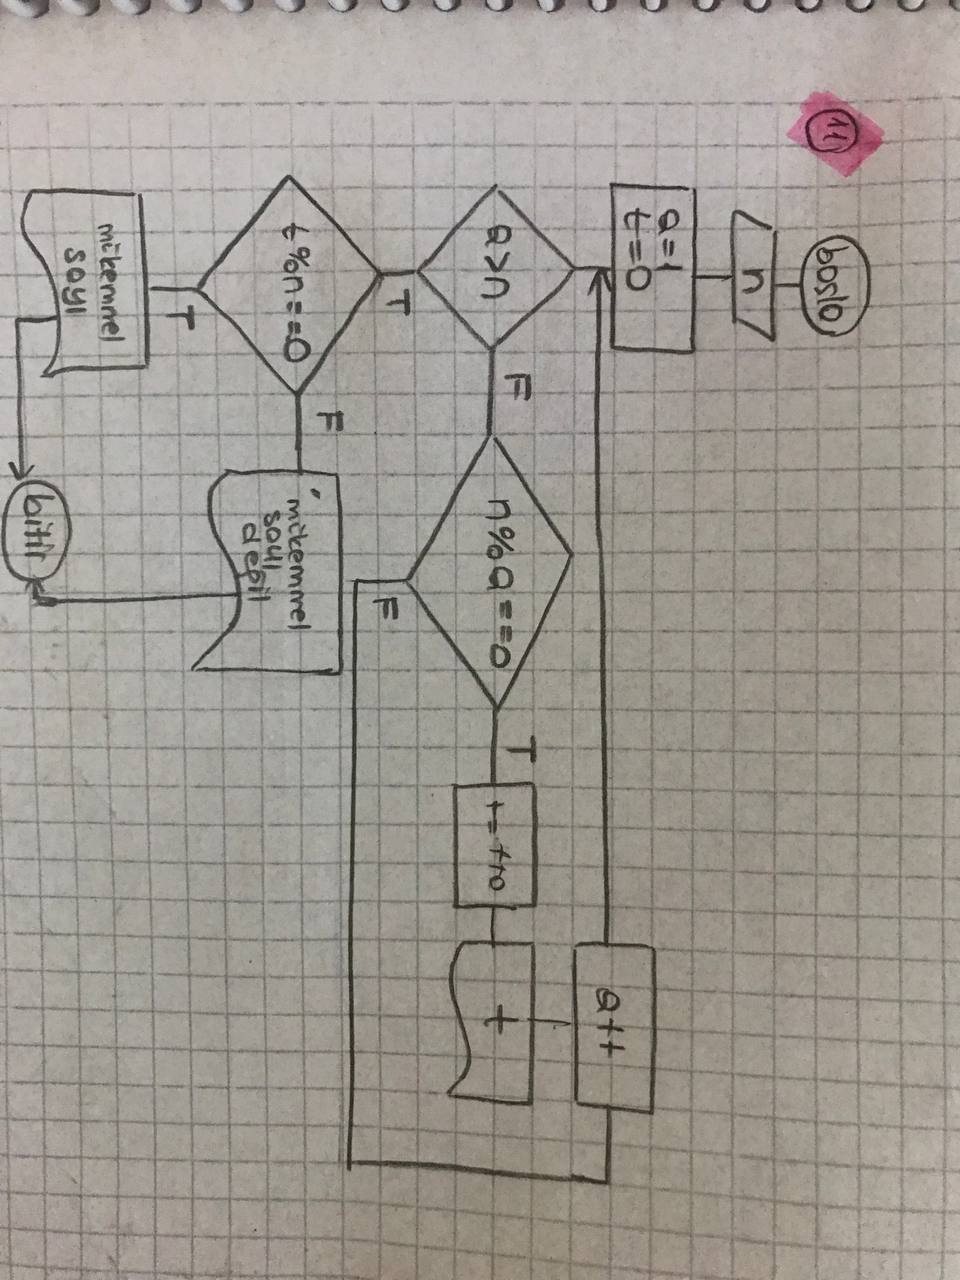 11
başla
n
a=1
t=0
a++
a>n
F
n%a==0
T
t=t+a
t
T
F
t%n==0
F
mükemmel
sayı
değil
T
mükemmel
sayı
bitir